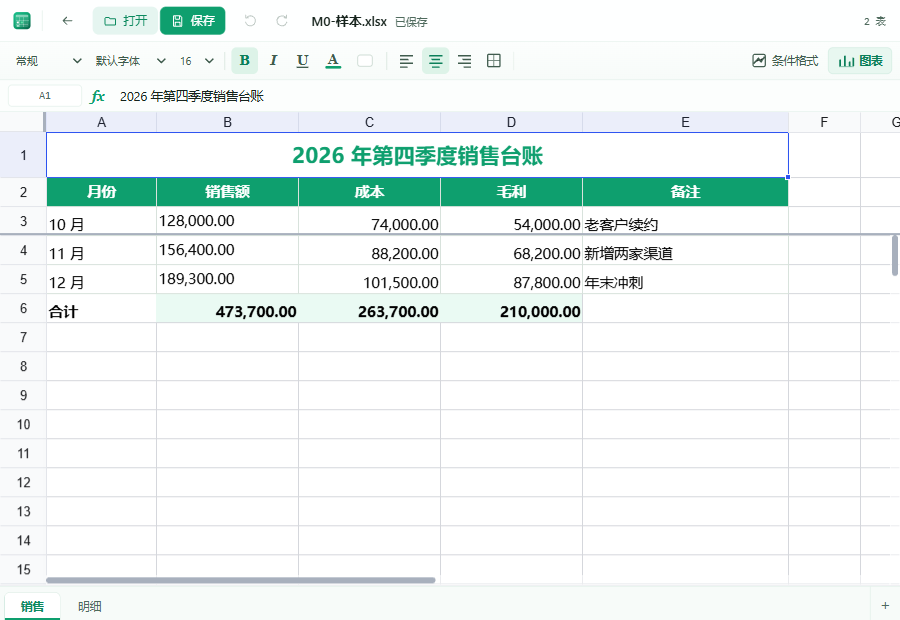 打开 保存 M0-样本.xlsx 已保存 2 表
常规 默认字体 16 B I U A 条件格式 图表
A1 fx 2026 年第四季度销售台账
A B C D E F G
1 2026 年第四季度销售台账
2 月份 销售额 成本 毛利 备注
3 10 月 128,000.00 74,000.00 54,000.00 老客户续约
4 11 月 156,400.00 88,200.00 68,200.00 新增两家渠道
5 12 月 189,300.00 101,500.00 87,800.00 年末冲刺
6 合计 473,700.00 263,700.00 210,000.00
7
8
9
10
11
12
13
14
15
销售 明细 +